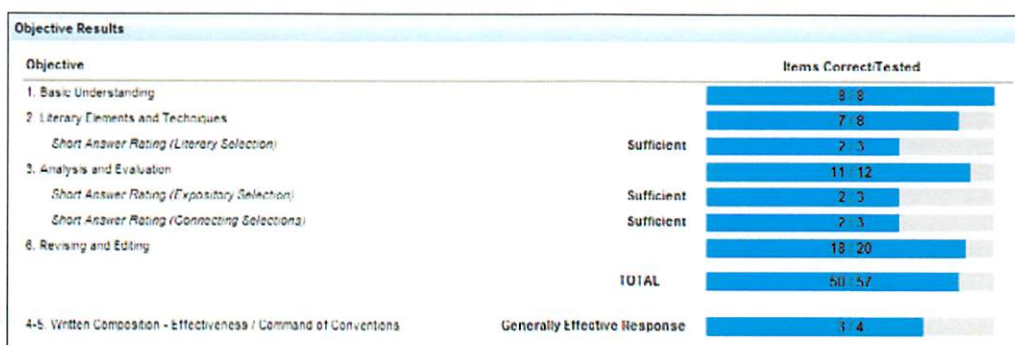 Objective Results
Objective Items Correct/Tested
1. Basic Understanding 8 / 8
2. Literary Elements and Techniques 7 / 8
Short Answer Rating (Literary Selection) Sufficient 2 / 3
3. Analysis and Evaluation 11 / 12
Short Answer Rating (Expository Selection) Sufficient 2 / 3
Short Answer Rating (Connecting Selections) Sufficient 2 / 3
6. Revising and Editing 18 / 20
TOTAL 50 / 57
4-5. Written Composition - Effectiveness / Command of Conventions Generally Effective Response 3 / 4